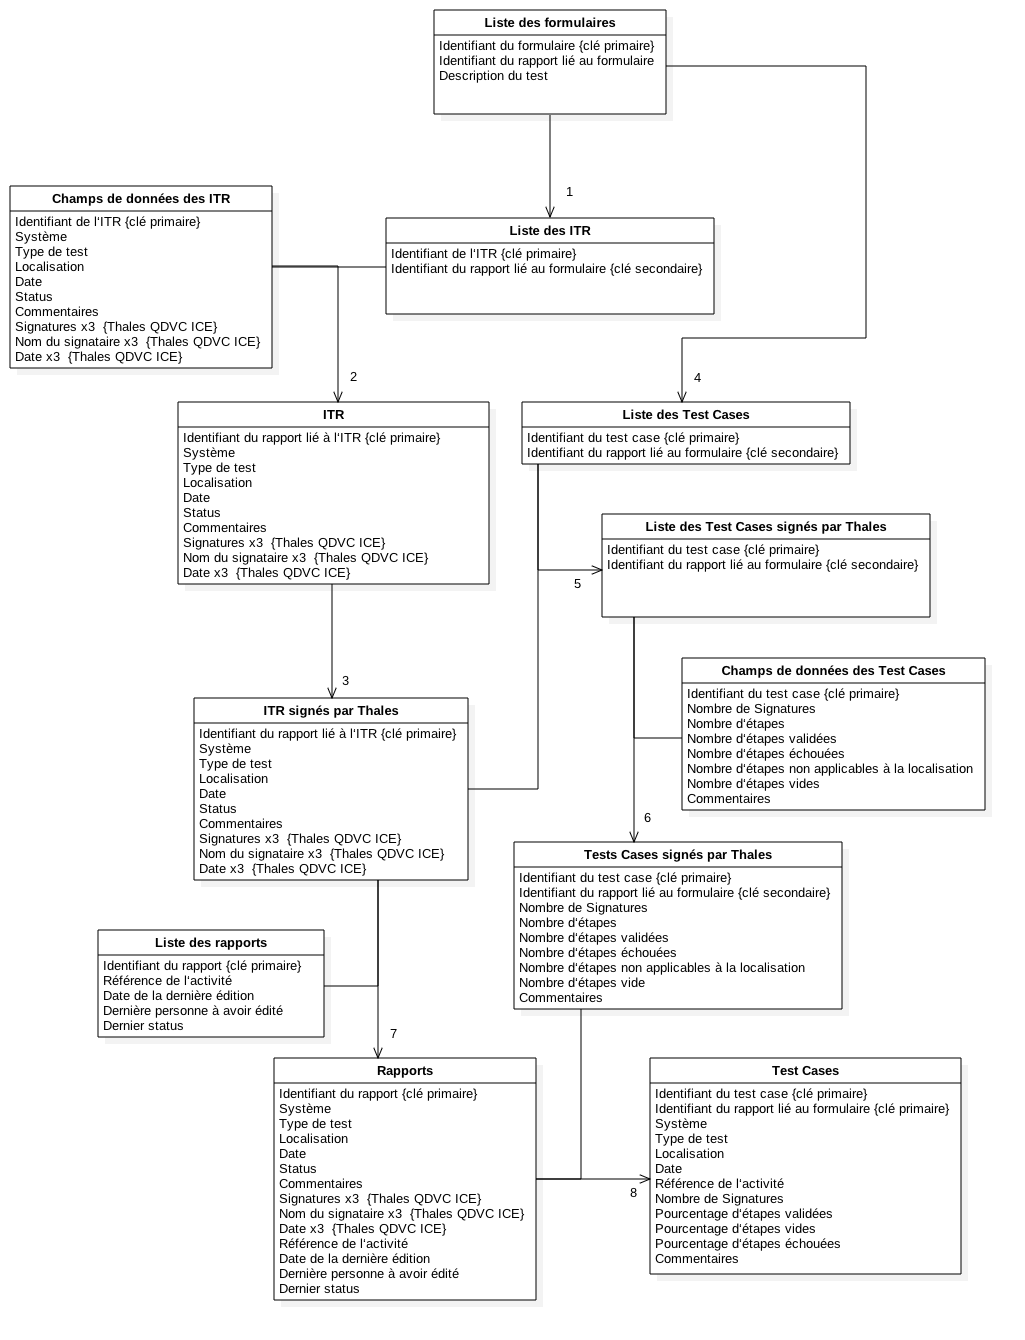 Liste des formulaires
Identifiant du formulaire {clé primaire}
Identifiant du rapport lié au formulaire
Description du test
1
Champs de données des ITR
Identifiant de l'ITR {clé primaire}
Système
Type de test
Localisation
Date
Status
Commentaires
Signatures x3  {Thales QDVC ICE}
Nom du signataire x3  {Thales QDVC ICE}
Date x3  {Thales QDVC ICE}
Liste des ITR
Identifiant de l'ITR {clé primaire}
Identifiant du rapport lié au formulaire {clé secondaire}
2
4
ITR
Identifiant du rapport lié à l'ITR {clé primaire}
Système
Type de test
Localisation
Date
Status
Commentaires
Signatures x3  {Thales QDVC ICE}
Nom du signataire x3  {Thales QDVC ICE}
Date x3  {Thales QDVC ICE}
Liste des Test Cases
Identifiant du test case {clé primaire}
Identifiant du rapport lié au formulaire {clé secondaire}
Liste des Test Cases signés par Thales
Identifiant du test case {clé primaire}
Identifiant du rapport lié au formulaire {clé secondaire}
5
3
Champs de données des Test Cases
Identifiant du test case {clé primaire}
Nombre de Signatures
Nombre d'étapes
Nombre d'étapes validées
Nombre d'étapes échouées
Nombre d'étapes non applicables à la localisation
Nombre d'étapes vides
Commentaires
ITR signés par Thales
Identifiant du rapport lié à l'ITR {clé primaire}
Système
Type de test
Localisation
Date
Status
Commentaires
Signatures x3  {Thales QDVC ICE}
Nom du signataire x3  {Thales QDVC ICE}
Date x3  {Thales QDVC ICE}
6
Tests Cases signés par Thales
Identifiant du test case {clé primaire}
Identifiant du rapport lié au formulaire {clé secondaire}
Nombre de Signatures
Nombre d'étapes
Nombre d'étapes validées
Nombre d'étapes échouées
Nombre d'étapes non applicables à la localisation
Nombre d'étapes vide
Commentaires
Liste des rapports
Identifiant du rapport {clé primaire}
Référence de l'activité
Date de la dernière édition
Dernière personne à avoir édité
Dernier status
7
Rapports
Identifiant du rapport {clé primaire}
Système
Type de test
Localisation
Date
Status
Commentaires
Signatures x3  {Thales QDVC ICE}
Nom du signataire x3  {Thales QDVC ICE}
Date x3  {Thales QDVC ICE}
Référence de l'activité
Date de la dernière édition
Dernière personne à avoir édité
Dernier status
8
Test Cases
Identifiant du test case {clé primaire}
Identifiant du rapport lié au formulaire {clé primaire}
Système
Type de test
Localisation
Date
Référence de l'activité
Nombre de Signatures
Pourcentage d'étapes validées
Pourcentage d'étapes vides
Pourcentage d'étapes échouées
Commentaires